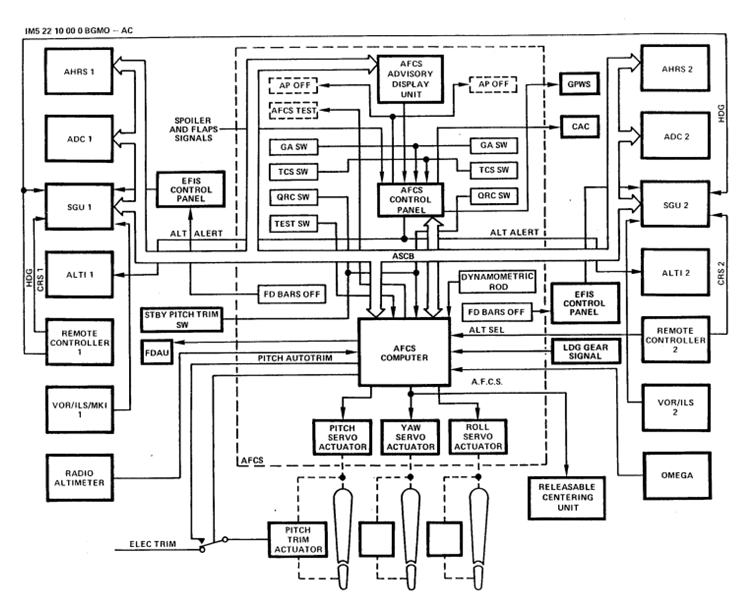 IM5 22 10 00 0 BGMO – AC
AHRS 1
ADC 1
SGU 1
ALTI 1
REMOTE
CONTROLLER
1
VOR/ILS/MKI
1
RADIO
ALTIMETER
HDG
CRS 1
SPOILER
AND FLAPS
SIGNALS
EFIS
CONTROL
PANEL
ALT ALERT
FD BARS OFF
STBY PITCH TRIM
SW
FDAU
PITCH AUTOTRIM
ELEC TRIM
AFCS
ADVISORY
DISPLAY
UNIT
AP OFF
AP OFF
AFCS TEST
GA SW
GA SW
TCS SW
TCS SW
QRC SW
QRC SW
TEST SW
AFCS
CONTROL
PANEL
ASCB
DYNAMOMETRIC
ROD
FD BARS OFF
AFCS
COMPUTER
ALT SEL
A.F.C.S.
PITCH
SERVO
ACTUATOR
YAW
SERVO
ACTUATOR
ROLL
SERVO
ACTUATOR
AFCS
PITCH
TRIM
ACTUATOR
GPWS
CAC
ALT ALERT
EFIS
CONTROL
PANEL
LDG GEAR
SIGNAL
RELEASABLE
CENTERING
UNIT
AHRS 2
ADC 2
SGU 2
ALTI 2
REMOTE
CONTROLLER
2
VOR/ILS
2
OMEGA
HDG
CRS 2